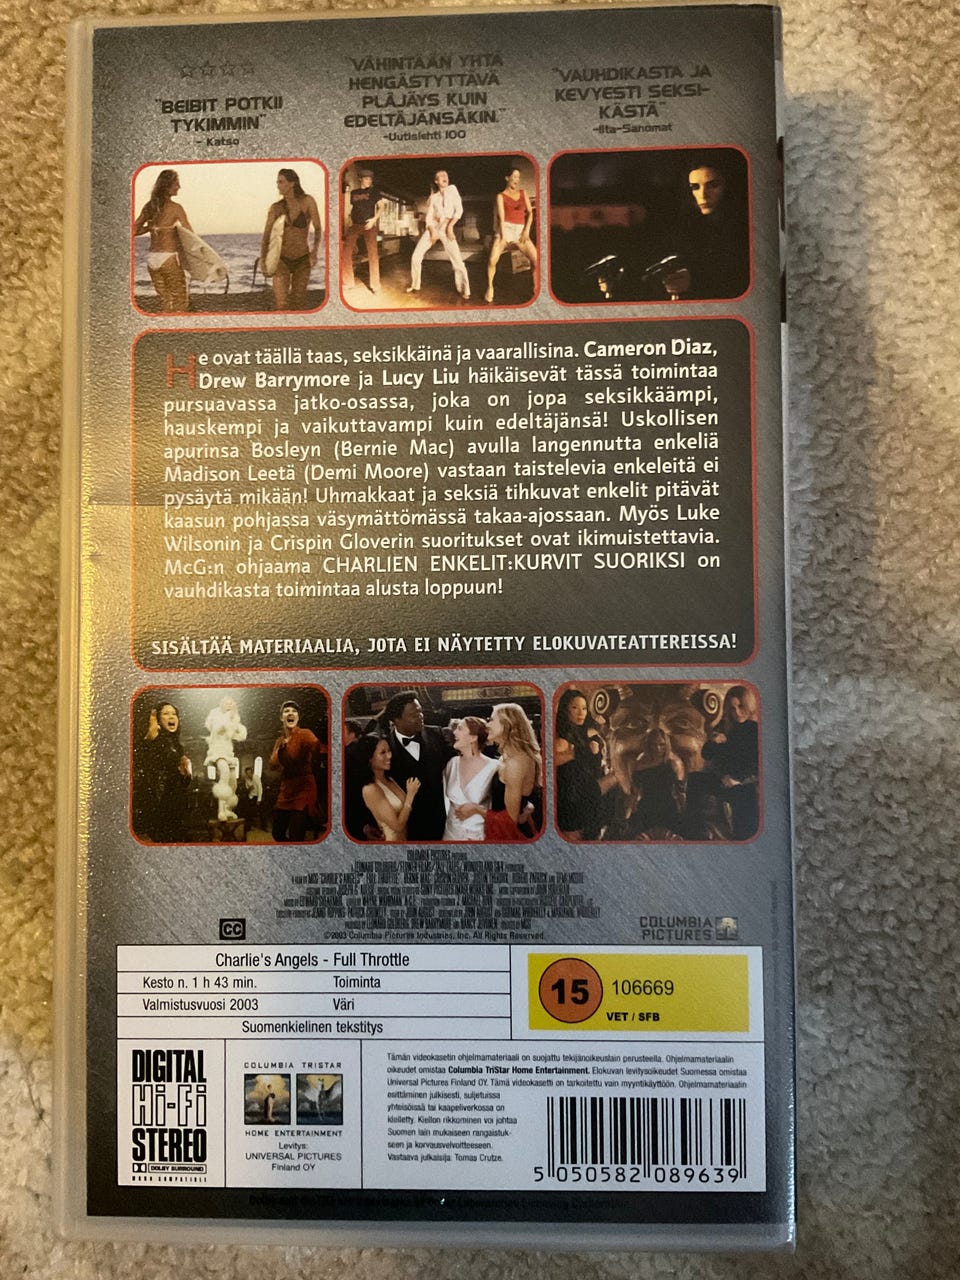 "BEIBIT POTKII
TYKIMMIN"
- Katso
"VÄHINTÄÄN YHTÄ
HENGÄSTYTTÄVÄ
PLÄJÄYS KUIN
EDELTÄJÄNSÄKIN."
-Uutislehti 100
"VAUHDIKASTA JA
KEVYESTI SEKSI-
KÄSTÄ"
-Ilta-Sanomat
He ovat täällä taas, seksikkäinä ja vaarallisina. Cameron Diaz,
Drew Barrymore ja Lucy Liu häikäisevät tässä toimintaa
pursuavassa jatko-osassa, joka on jopa seksikkäämpi,
hauskempi ja vaikuttavampi kuin edeltäjänsä! Uskollisen
apurinsa Bosleyn (Bernie Mac) avulla langennutta enkeliä
Madison Leetä (Demi Moore) vastaan taistelevia enkeleitä ei
pysäytä mikään! Uhmakkaat ja seksiä tihkuvat enkelit pitävät
kaasun pohjassa väsymättömässä takaa-ajossaan. Myös Luke
Wilsonin ja Crispin Gloverin suoritukset ovat ikimuistettavia.
McG:n ohjaama CHARLIEN ENKELIT:KURVIT SUORIKSI on
vauhdikasta toimintaa alusta loppuun!
SISÄLTÄÄ MATERIAALIA, JOTA EI NÄYTETTY ELOKUVATEATTEREISSA!
COLUMBIA PICTURES
©2003 Columbia Pictures Industries, Inc. All Rights Reserved.
CC
COLUMBIA
PICTURES
Charlie's Angels - Full Throttle
Kesto n. 1 h 43 min. Toiminta
Valmistusvuosi 2003 Väri
Suomenkielinen tekstitys
15 106669
VET / SFB
DIGITAL
Hi-Fi
STEREO
DOLBY SURROUND
COLUMBIA TRISTAR
HOME ENTERTAINMENT
Levitys:
UNIVERSAL PICTURES
Finland OY
Tämän videokasetin ohjelmamateriaali on suojattu tekijänoikeuslain perusteella. Ohjelmamateriaalin
oikeudet omistaa Columbia TriStar Home Entertainment. Elokuvan levitysoikeudet Suomessa omistaa
Universal Pictures Finland OY. Tämä videokasetti on tarkoitettu vain myyntikäyttöön. Ohjelmamateriaalin
esittäminen julkisesti, suljetuissa
yhteisöissä tai kaapeliverkossa on
kielletty. Kiellon rikkominen voi johtaa
Suomen lain mukaiseen rangaistuk-
seen ja korvausvelvoitteeseen.
Vastaava julkaisija: Tomas Crutze.
5 050582 089639